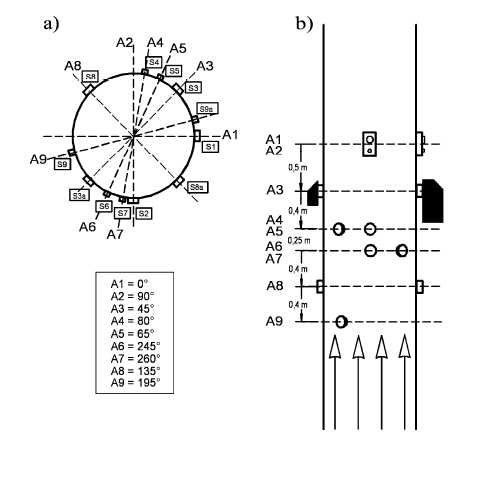 a)
A2 A4
A5
A8 A3
S8 S4 S5 S3
S9a
A1
S1
A9 S9
S3a S8a
S6 S7 S2
A6 A7
A1 = 0°
A2 = 90°
A3 = 45°
A4 = 80°
A5 = 65°
A6 = 245°
A7 = 260°
A8 = 135°
A9 = 195°
b)
A1
A2
0,5 m
A3
0,4 m
A4
A5
0,25 m
A6
A7
0,4 m
A8
0,4 m
A9